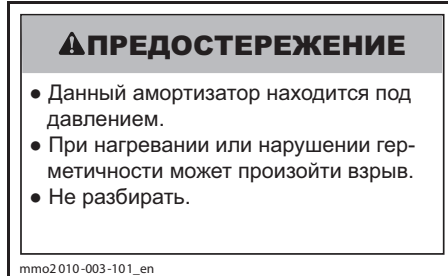 ⚠ПРЕДОСТЕРЕЖЕНИЕ
● Данный амортизатор находится под
давлением.
● При нагревании или нарушении гер-
метичности может произойти взрыв.
● Не разбирать.
mmo2010-003-101_en